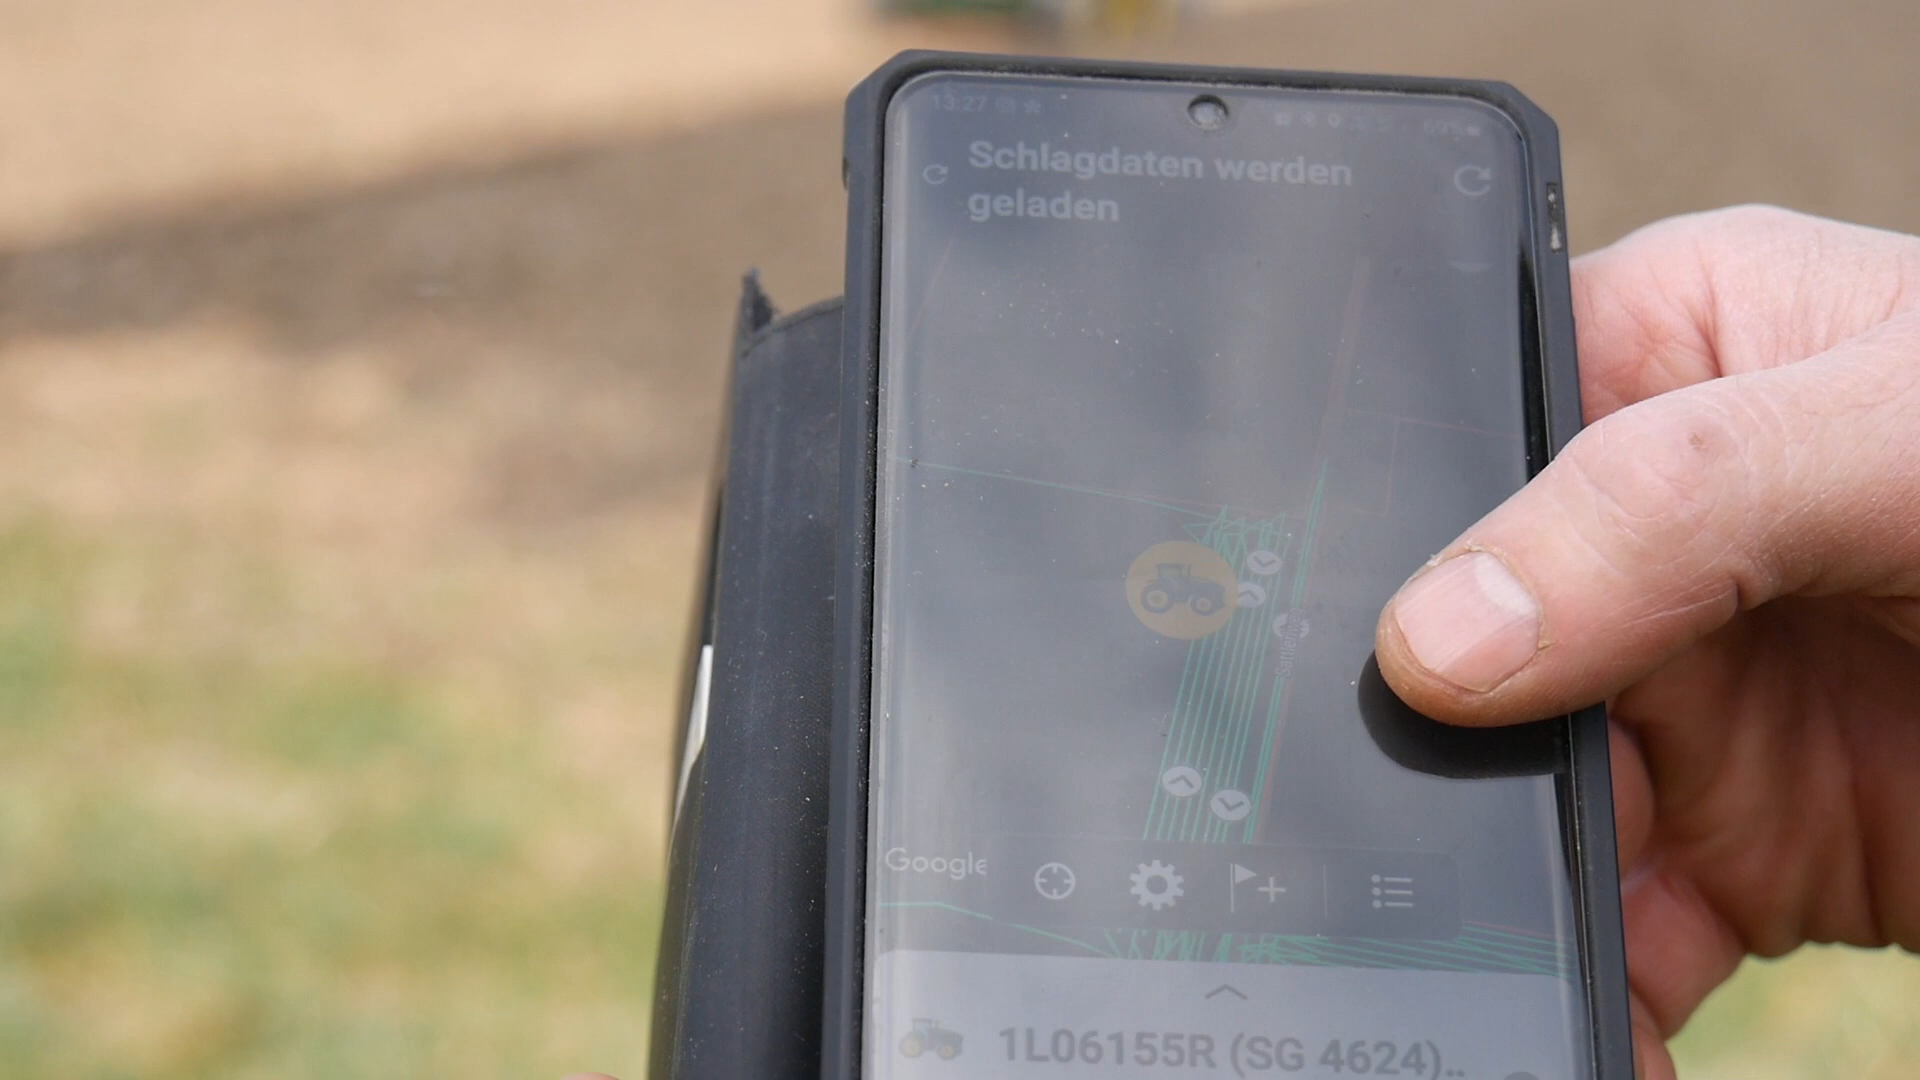 13:27
Schlagdaten werden
geladen
Google
1L06155R (SG 4624)..